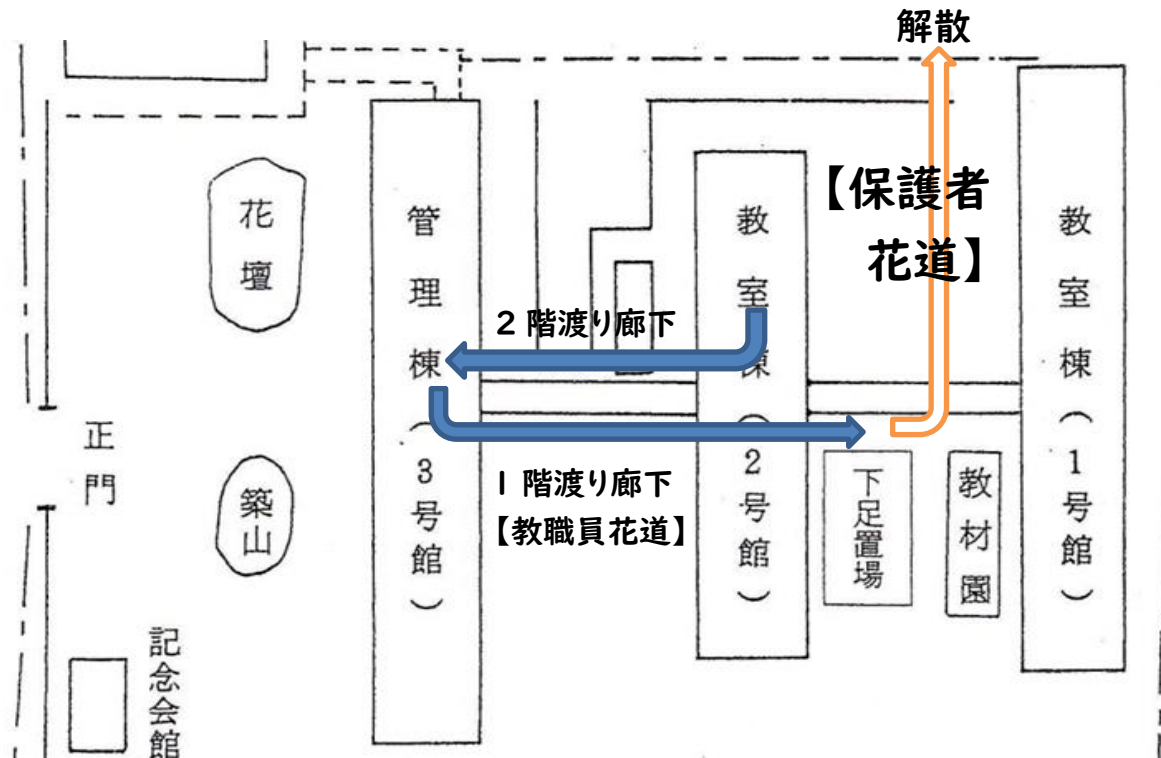 解散
【保護者
花道】
花壇
管理棟(3号館)
教室棟(2号館)
教室棟(1号館)
2階渡り廊下
正門
築山
1階渡り廊下
【教職員花道】
下足置場
教材園
記念会館